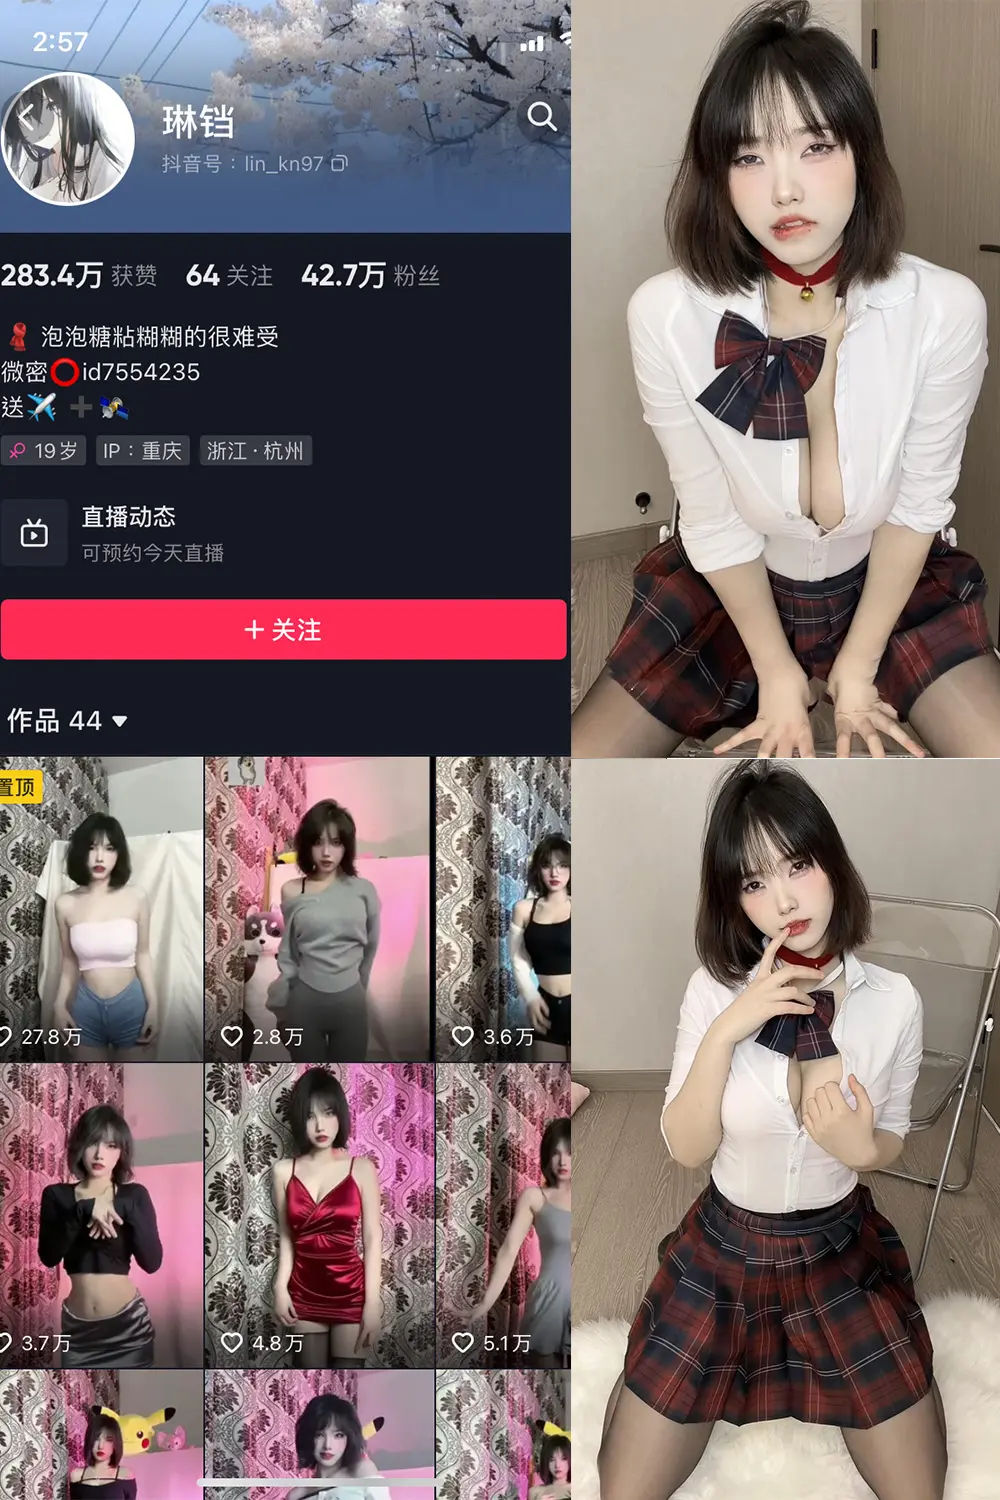 2:57
琳铛
抖音号：lin_kn97
283.4万 获赞 64 关注 42.7万 粉丝
泡泡糖粘糊糊的很难受
微密⭕id7554235
送✈️➕🛰️
19岁 IP：重庆 浙江·杭州
直播动态
可预约今天直播
＋关注
作品 44
置顶
27.8万 2.8万 3.6万
3.7万 4.8万 5.1万